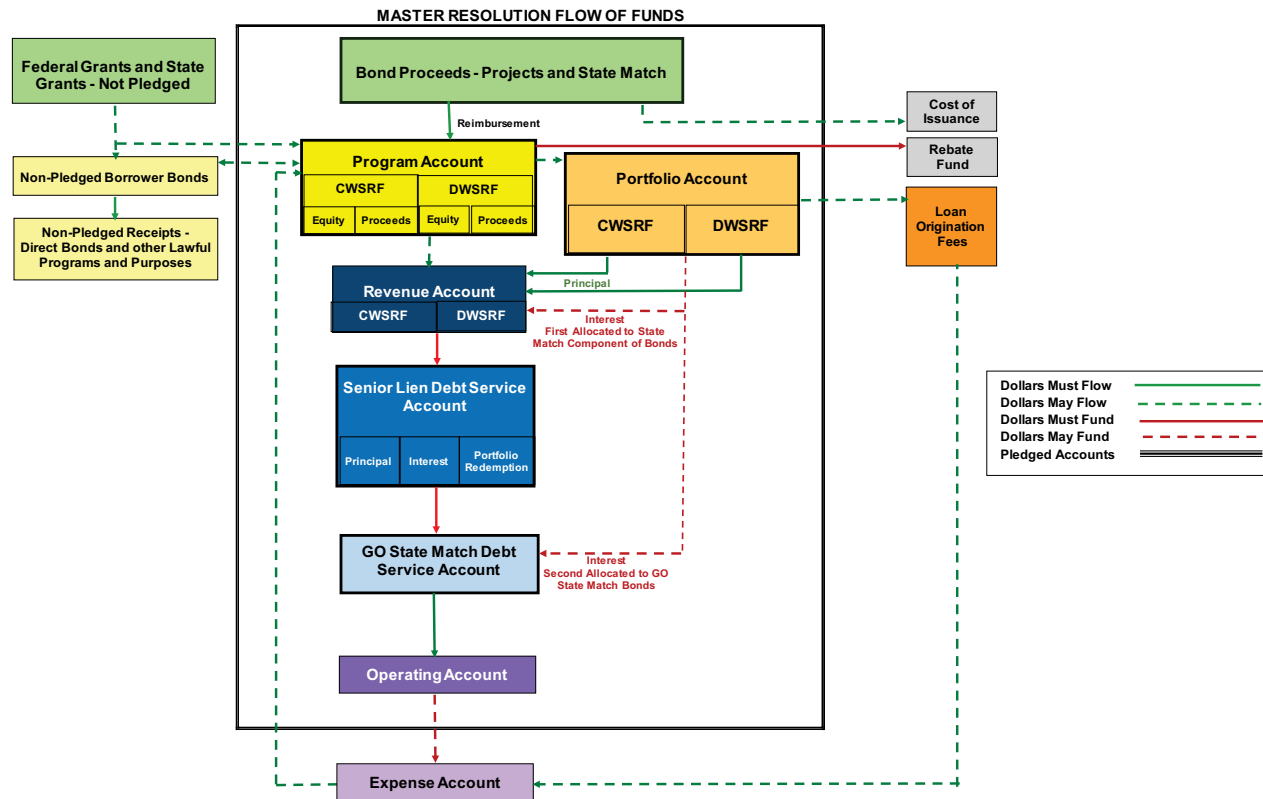 MASTER RESOLUTION FLOW OF FUNDS
Federal Grants and State
Grants - Not Pledged
Bond Proceeds - Projects and State Match
Cost of
Issuance
Reimbursement
Rebate
Fund
Non-Pledged Borrower Bonds
Program Account
CWSRF
DWSRF
Equity
Proceeds
Equity
Proceeds
Portfolio Account
CWSRF
DWSRF
Loan
Origination
Fees
Non-Pledged Receipts -
Direct Bonds and other Lawful
Programs and Purposes
Principal
Revenue Account
CWSRF
DWSRF
Interest
First Allocated to State
Match Component of Bonds
Senior Lien Debt Service
Account
Principal
Interest
Portfolio
Redemption
Dollars Must Flow
Dollars May Flow
Dollars Must Fund
Dollars May Fund
Pledged Accounts
GO State Match Debt
Service Account
Interest
Second Allocated to GO
State Match Bonds
Operating Account
Expense Account